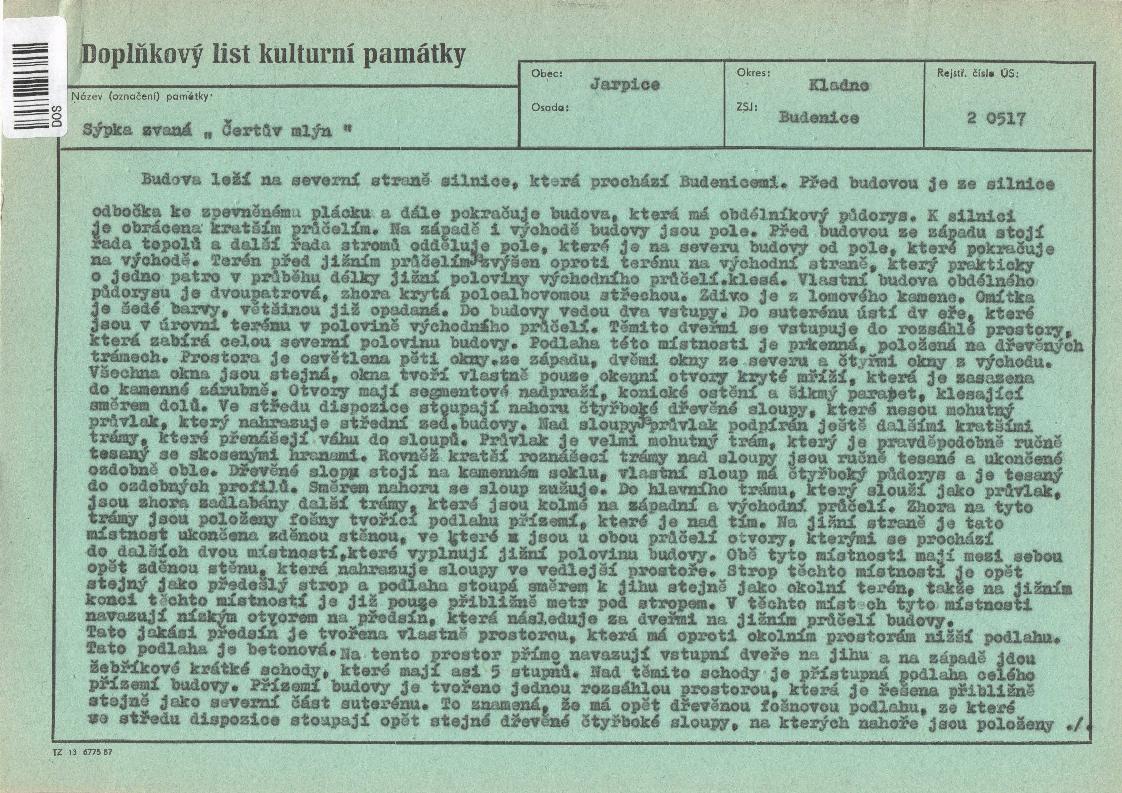 Doplňkový list kulturní památky
DOS
Název (označení) památky:
Sýpka zvaná „ čertův mlýn "
Obec:
Jarpice
Osada:
Okres:
Kladno
ZSJ:
Budenice
Rejstř. číslo ÚS:
2 0517
Budova leží na severní straně silnice, která prochází Budenicemi. Před budovou je ze silnice
odbočka ke zpevněnému plácku a dále pokračuje budova, která má obdélníkový půdorys. K silnici
je obrácena kratším průčelím. Na západě i východě budovy jsou pole. Před budovou ze západu stojí
řada topolů a další řada stromů odděluje pole, které je na severu budovy od pole, které pokračuje
na východě. Terén před jižním průčelím zvýšen oproti terénu na východní straně, který prakticky
o jedno patro v průběhu délky jižní poloviny východního průčelí.klesá. Vlastní budova obdélného
půdorysu je dvoupatrová, zhora krytá poloalbovomou střechou. Zdivo je z lomového kamene. Omítka
je šedé barvy, většinou již opadaná. Do budovy vedou dva vstupy. Do suterénu ústí dv eře, které
jsou v úrovni terénu v polovině východního průčelí. Těmito dveřmi se vstupuje do rozsáhlé prostory,
která zabírá celou severní polovinu budovy. Podlaha této místnosti je prkenná, položená na dřevěných
trámech. Prostora je osvětlena pěti okny.ze západu, dvěmi okny ze severu a čtyřmi okny z východu.
Všechna okna jsou stejná, okna tvoří vlastně pouze okenní otvory kryté mříží, která je zasazena
do kamenné zárubně. Otvory mají segmentové nadpraží, konické ostění a šikmý parapet, klesající
směrem dolů. Ve středu dispozice stoupají nahoru čtyřboké dřevěné sloupy, které nesou mohutný
průvlak, který nahrazuje střední zeď.budovy. Nad sloupy průvlak podpírán ještě dalšími kratšími
trámy, které přenášejí váhu do sloupů. Průvlak je velmi mohutný trám, který je pravděpodobně ručně
tesaný se skosenými hranami. Rovněž kratší roznášecí trámy nad sloupy jsou ručně tesané a ukončené
ozdobně oble. Dřevěné slopu stojí na kamenném soklu, vlastní sloup má čtyřboký půdorys a je tesaný
do ozdobných profilů. Směrem nahoru se sloup zužuje. Do hlavního trámu, který slouží jako průvlak,
jsou zhora zadlabány další trámy, které jsou kolmé na západní a východní průčelí. Zhora na tyto
trámy jsou položeny fošny tvořící podlahu přízemí, které je nad tím. Na jižní straně je tato
místnost ukončena zděnou stěnou, ve které x jsou u obou průčelí otvory, kterými se prochází
do dalších dvou místností,které vyplnují jižní polovinu budovy. Obě tyto místnosti mají mezi sebou
opět zděnou stěnu, která nahrazuje sloupy ve vedlejší prostoře. Strop těchto místností je opět
stejný jako předešlý strop a podlaha stoupá směrem k jihu stejně jako okolní terén, takže na jižním
konci těchto místností je již pouze přibližně metr pod stropem. V těchto místech tyto místnosti
navazují nízkým otvorem na předsín, která následuje za dveřmi na jižním průčelí budovy.
Tato jakási předsín je tvořena vlastně prostorou, která má oproti okolním prostorám nižší podlahu.
Tato podlaha je betonová.Na tento prostor přímo navazují vstupní dveře na jihu a na západě jdou
žebříkové krátké schody, které mají asi 5 stupňů. Nad těmito schody je přístupná podlaha celého
přízemí budovy. Přízemí budovy je tvořeno jednou rozsáhlou prostorou, která je řešena přibližně
stejně jako severní část suterénu. To znamená, že má opět dřevěnou fošnovou podlahu, ze které
ve středu dispozice stoupají opět stejné dřevěné čtyřboké sloupy, na kterých nahoře jsou položeny ./.
TZ 13 6775 87